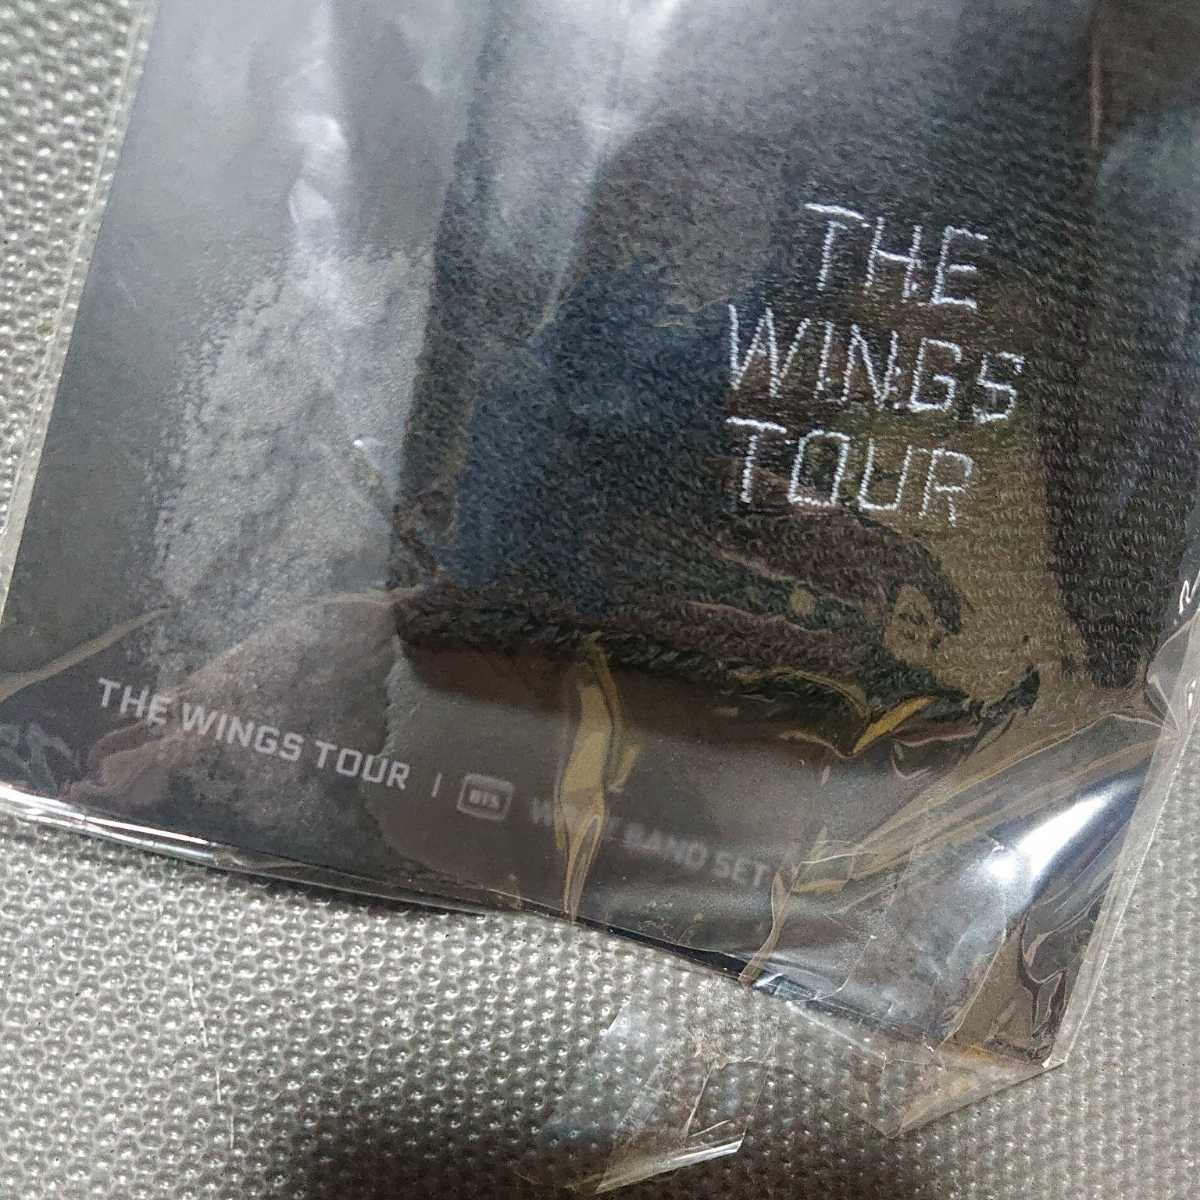 THE
WINGS
TOUR
THE WINGS TOUR | BTS BAND SET